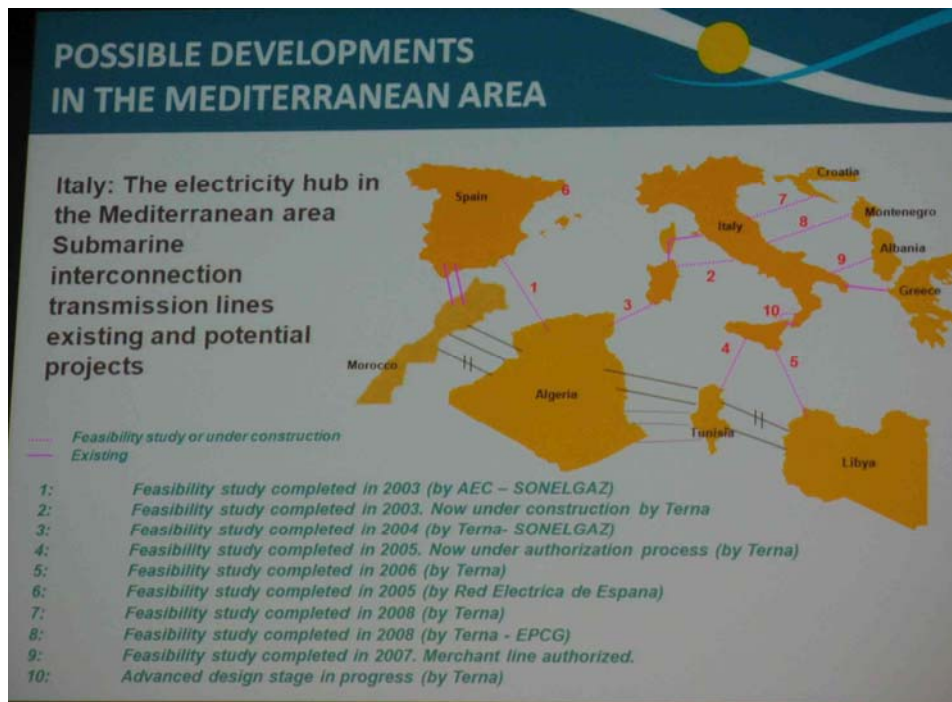 POSSIBLE DEVELOPMENTS
IN THE MEDITERRANEAN AREA
Italy: The electricity hub in
the Mediterranean area
Submarine
interconnection
transmission lines
existing and potential
projects
Spain
6
Croatia
7
Italy
8
Montenegro
Albania
9
2
Greece
1
3
10
4
5
Morocco
Algeria
Tunisia
Libya
Feasibility study or under construction
Existing
1: Feasibility study completed in 2003 (by AEC – SONELGAZ)
2: Feasibility study completed in 2003. Now under construction by Terna
3: Feasibility study completed in 2004 (by Terna- SONELGAZ)
4: Feasibility study completed in 2005. Now under authorization process (by Terna)
5: Feasibility study completed in 2006 (by Terna)
6: Feasibility study completed in 2005 (by Red Electrica de Espana)
7: Feasibility study completed in 2008 (by Terna)
8: Feasibility study completed in 2008 (by Terna - EPCG)
9: Feasibility study completed in 2007. Merchant line authorized.
10: Advanced design stage in progress (by Terna)